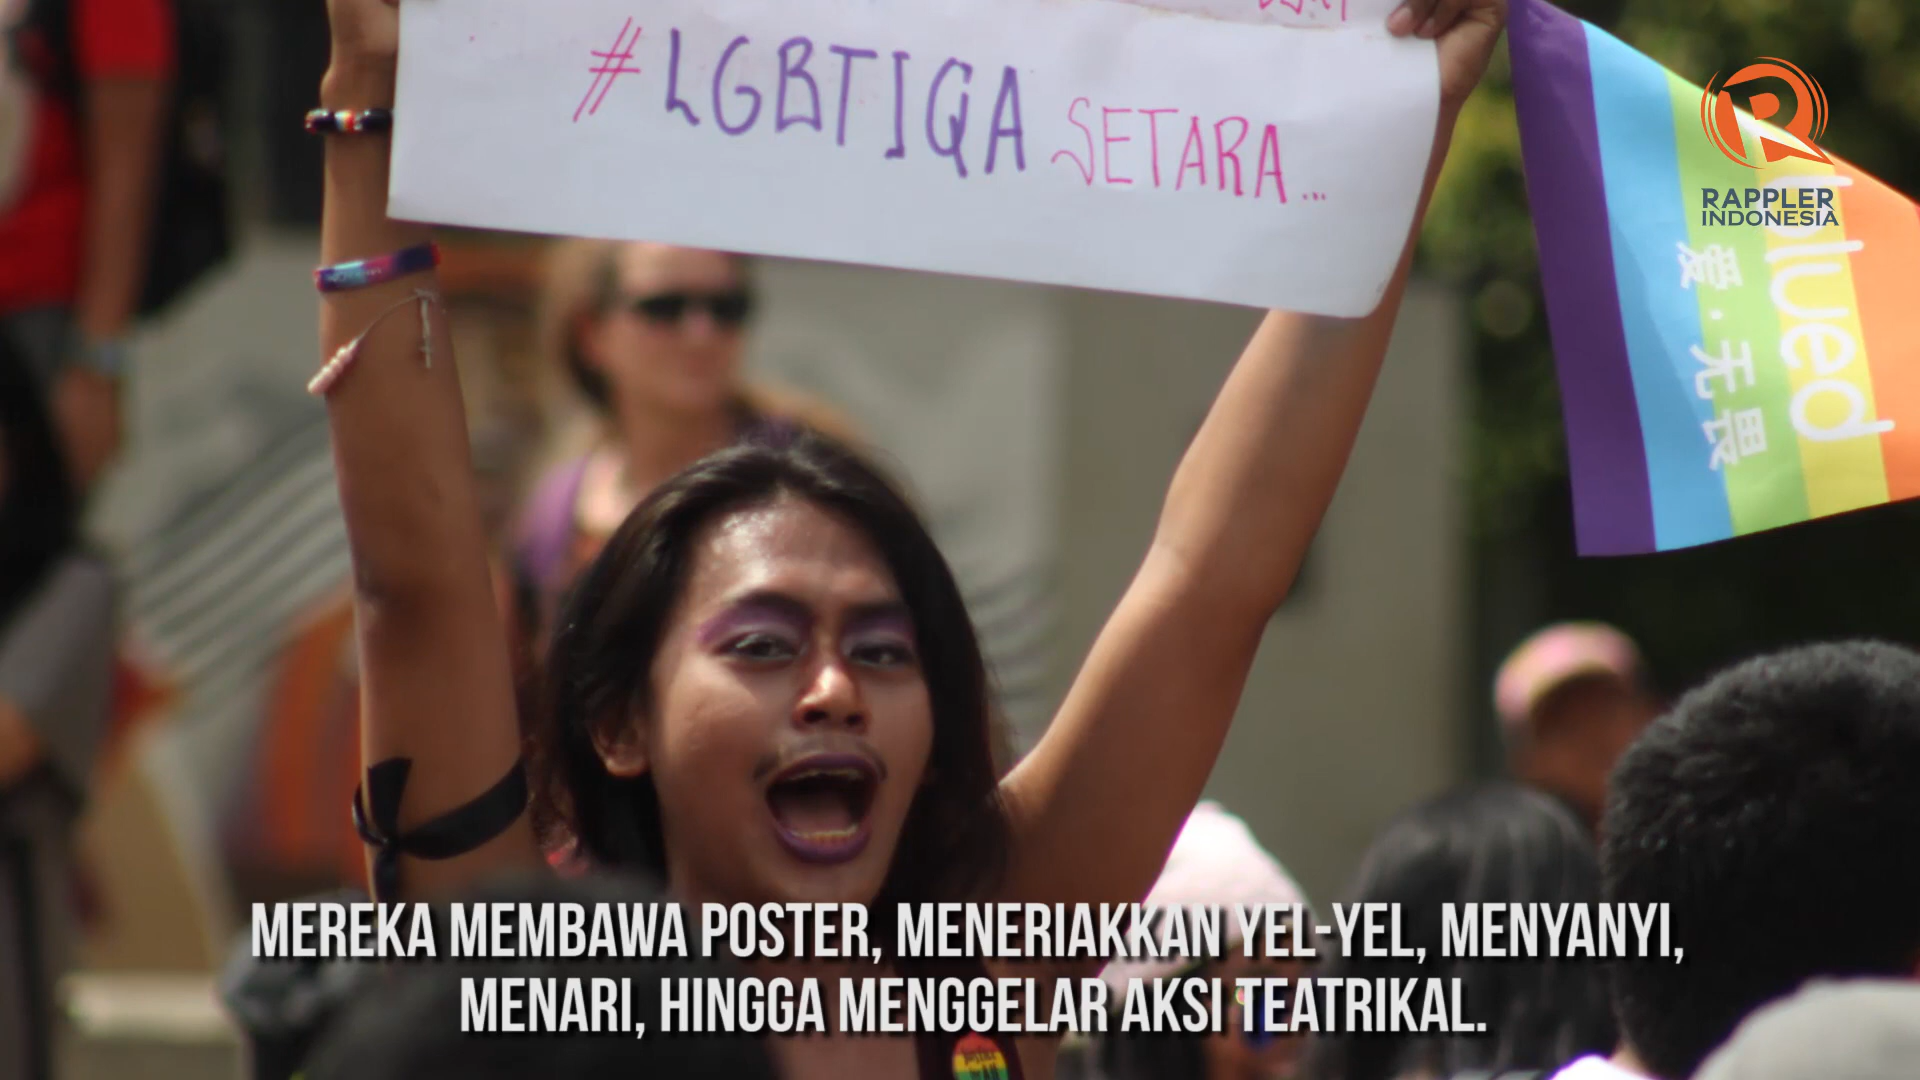 #LGBTIQA SETARA...
RAPPLER
INDONESIA
blued
爱·无畏
MEREKA MEMBAWA POSTER, MENERIAKKAN YEL-YEL, MENYANYI,
MENARI, HINGGA MENGGELAR AKSI TEATRIKAL.